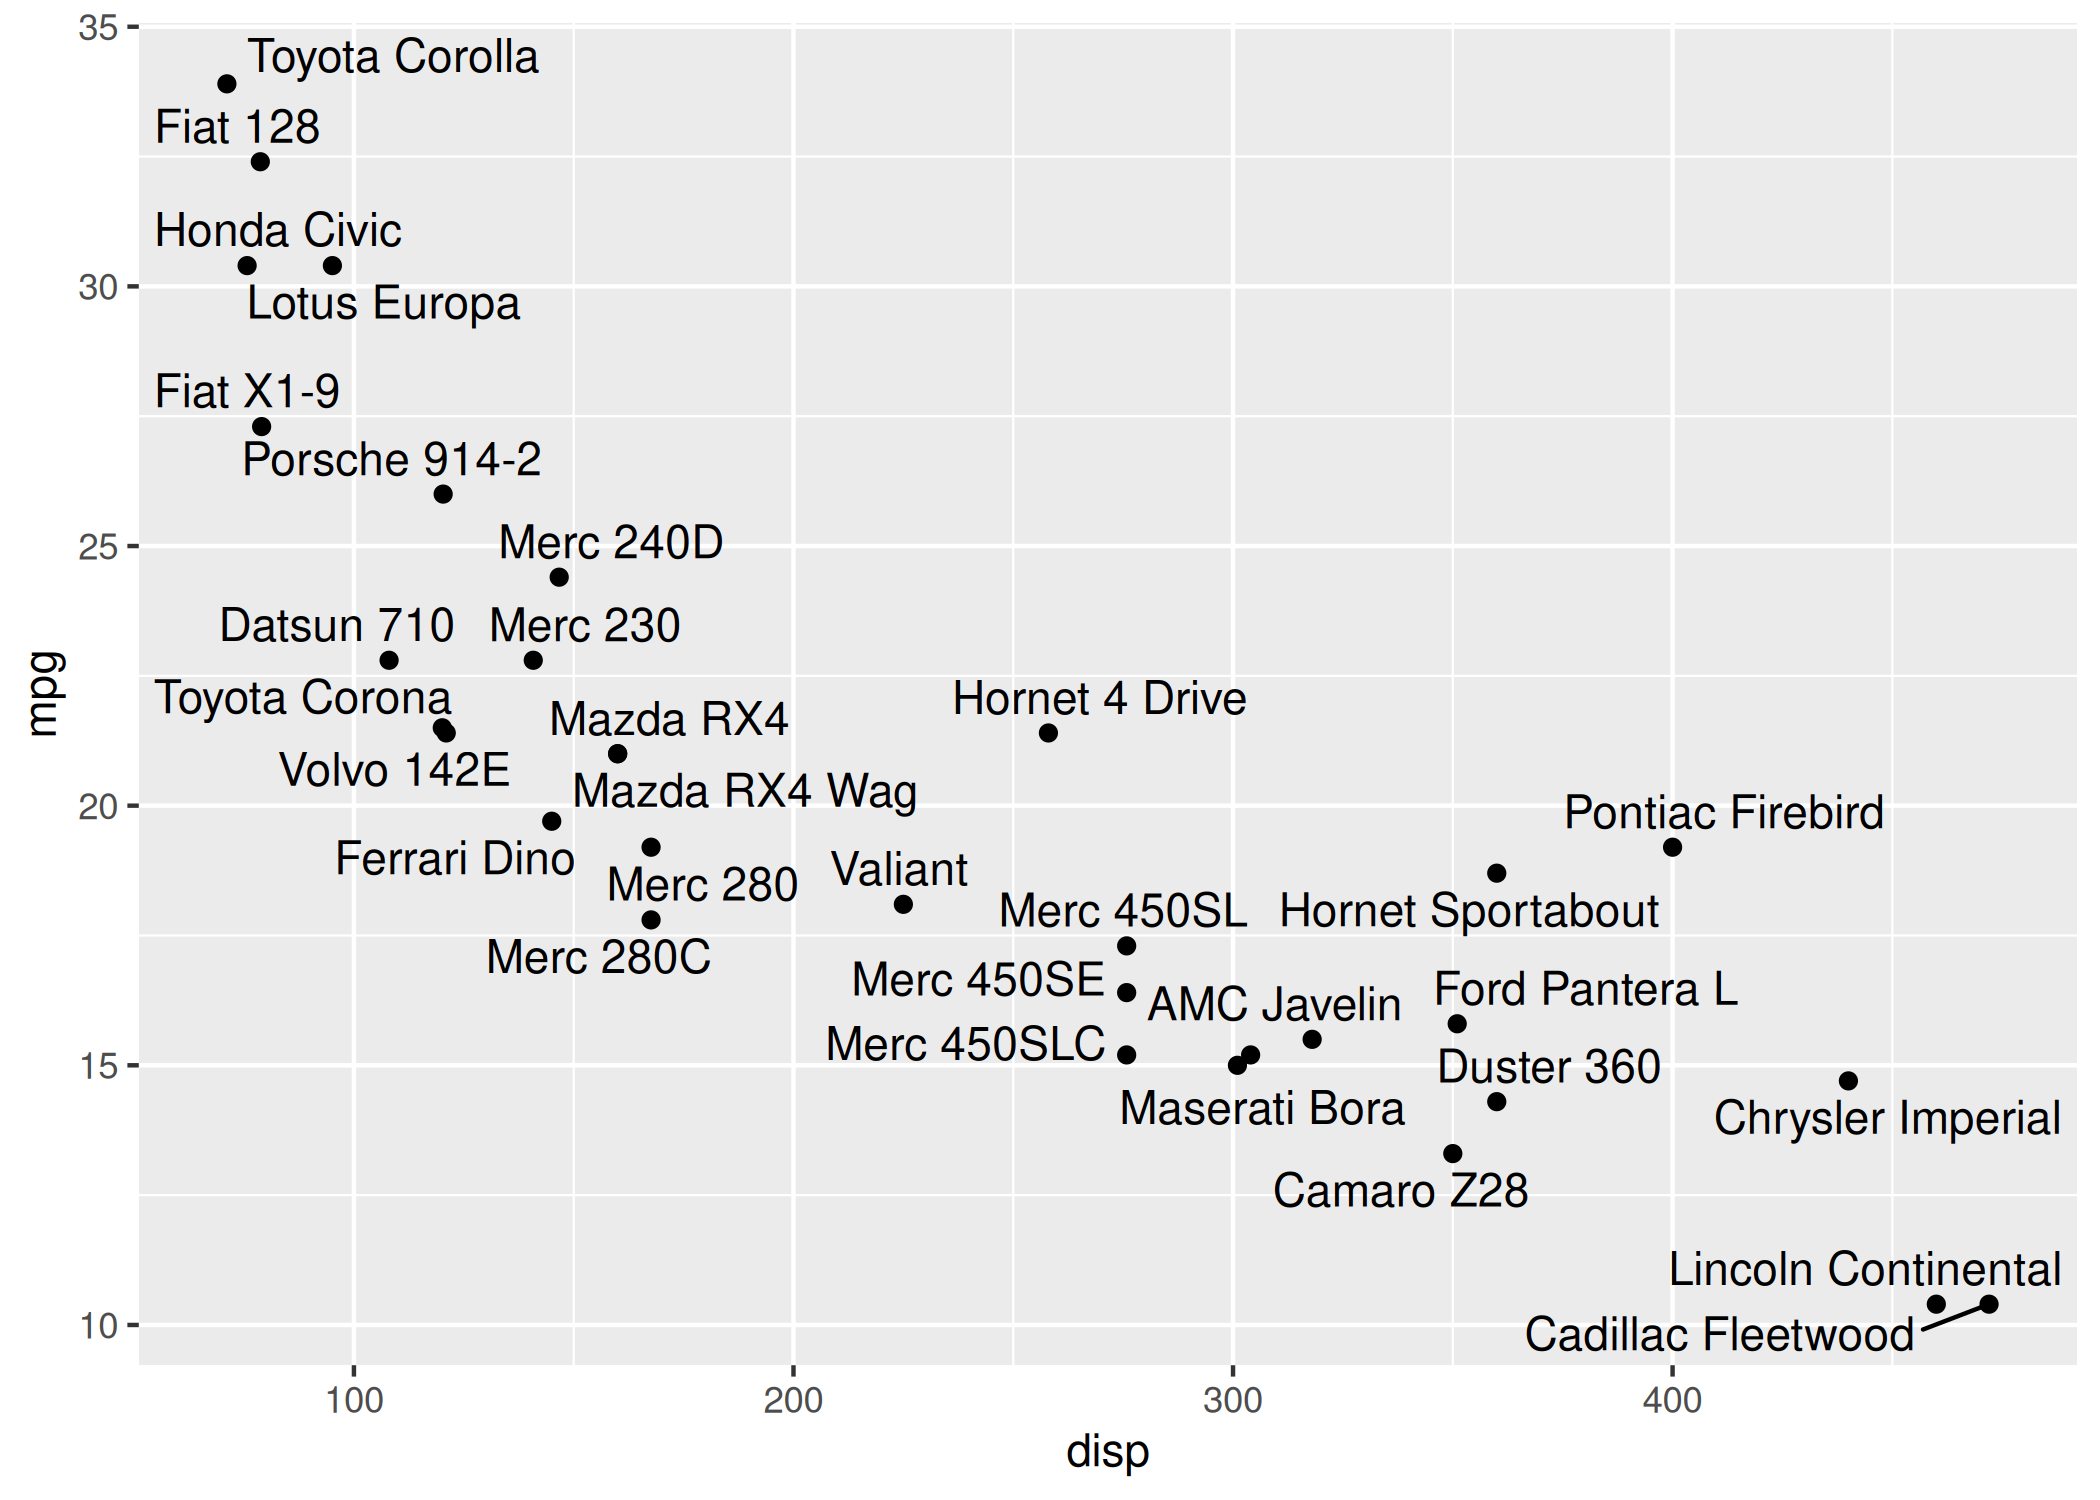 35
Toyota Corolla
Fiat 128
Honda Civic
30
Lotus Europa
Fiat X1-9
Porsche 914-2
25
Merc 240D
Datsun 710
Merc 230
mpg
Toyota Corona
Mazda RX4
Hornet 4 Drive
Volvo 142E
Mazda RX4 Wag
20
Pontiac Firebird
Ferrari Dino
Merc 280
Valiant
Merc 450SL
Hornet Sportabout
Merc 280C
Merc 450SE
Ford Pantera L
AMC Javelin
Merc 450SLC
15
Duster 360
Maserati Bora
Chrysler Imperial
Camaro Z28
Lincoln Continental
10
Cadillac Fleetwood
100
200
300
400
disp